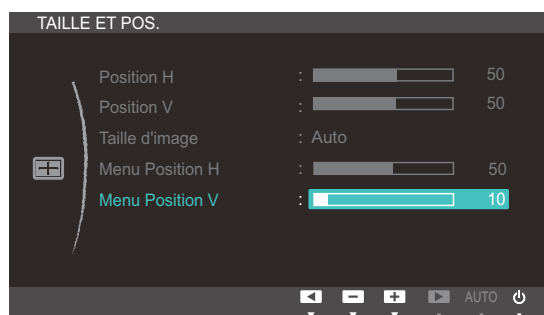 TAILLE ET POS.
Position H : 50
Position V : 50
Taille d'image : Auto
Menu Position H : 50
Menu Position V : 10
AUTO